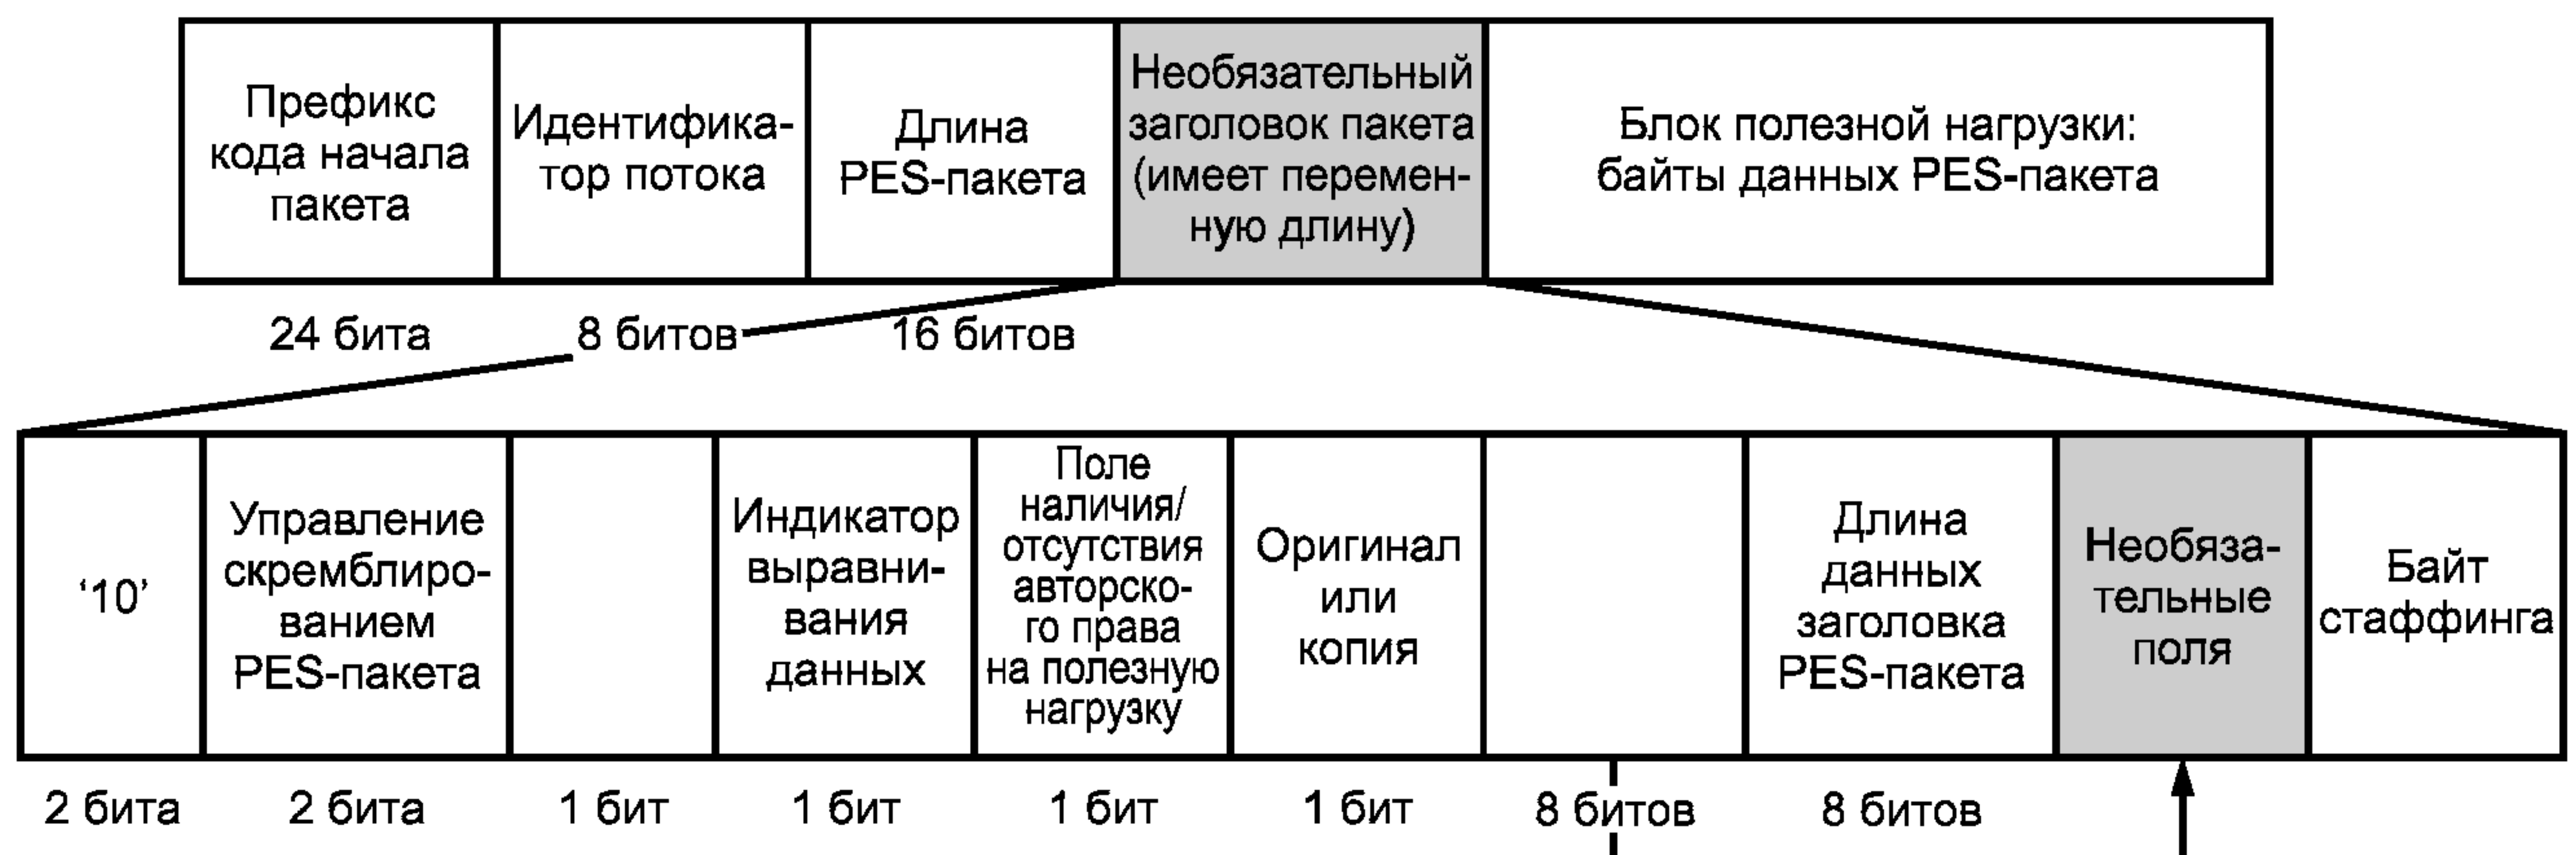 Префикс
кода начала
пакета
Идентифика-
тор потока
Длина
PES-пакета
Необязательный
заголовок пакета
(имеет перемен-
ную длину)
Блок полезной нагрузки:
байты данных PES-пакета
24 бита
8 битов
16 битов
‘10’
Управление
скремблиро-
ванием
PES-пакета
Индикатор
выравни-
вания
данных
Поле
наличия/
отсутствия
авторско-
го права
на полезную
нагрузку
Оригинал
или
копия
Длина
данных
заголовка
PES-пакета
Необяза-
тельные
поля
Байт
стаффинга
2 бита
2 бита
1 бит
1 бит
1 бит
1 бит
8 битов
8 битов